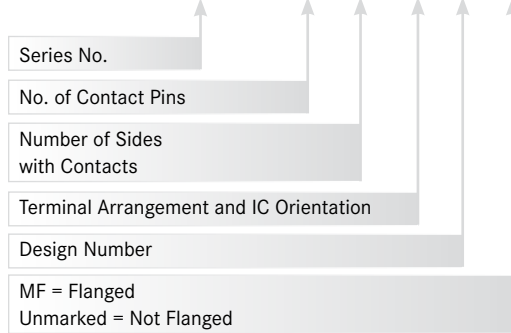 Series No.
No. of Contact Pins
Number of Sides
with Contacts
Terminal Arrangement and IC Orientation
Design Number
MF = Flanged
Unmarked = Not Flanged